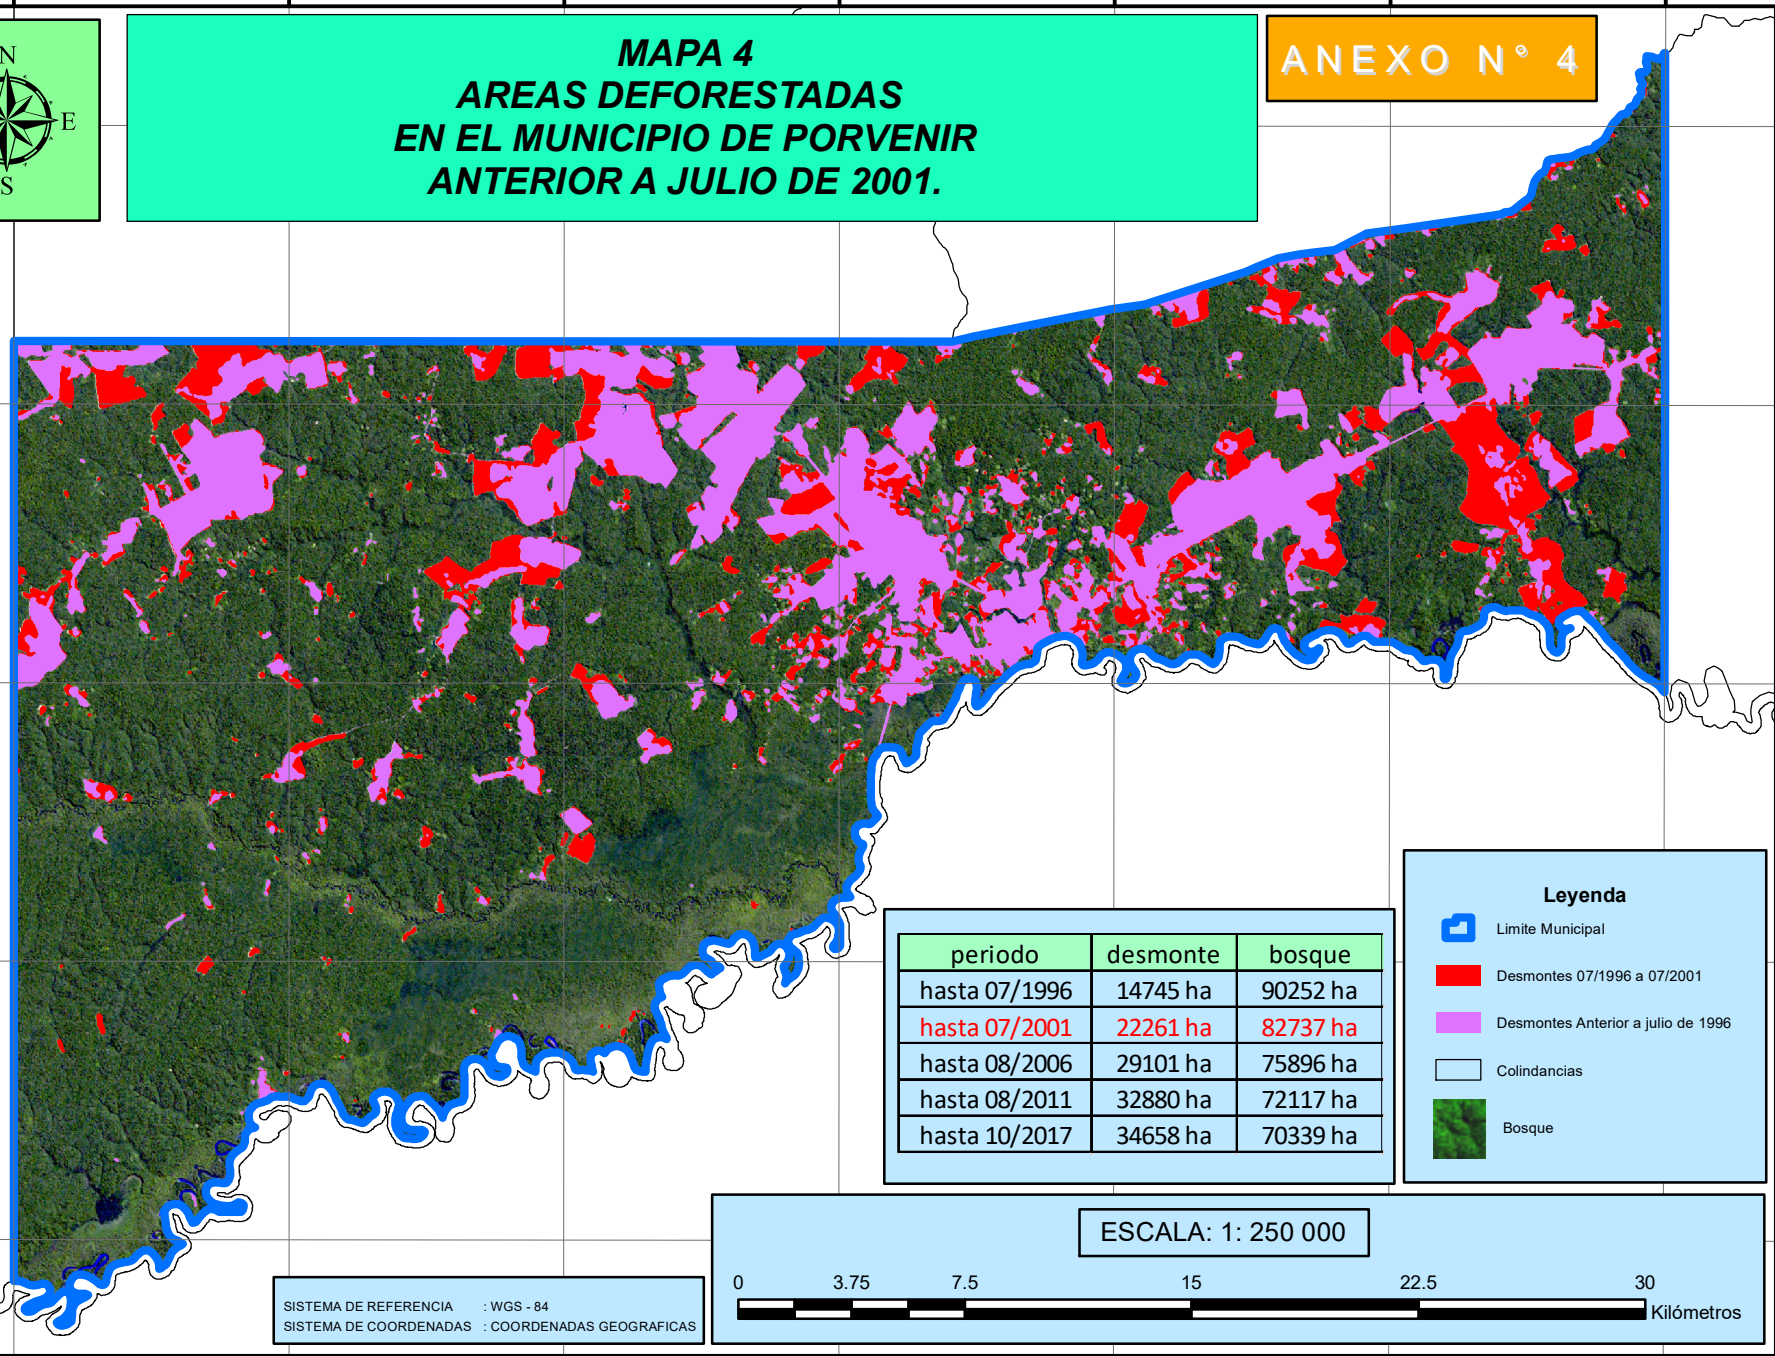 N
E
S
MAPA 4
AREAS DEFORESTADAS
EN EL MUNICIPIO DE PORVENIR
ANTERIOR A JULIO DE 2001.
ANEXO N° 4
periodo desmonte bosque
hasta 07/1996 14745 ha 90252 ha
hasta 07/2001 22261 ha 82737 ha
hasta 08/2006 29101 ha 75896 ha
hasta 08/2011 32880 ha 72117 ha
hasta 10/2017 34658 ha 70339 ha
Leyenda
Limite Municipal
Desmontes 07/1996 a 07/2001
Desmontes Anterior a julio de 1996
Colindancias
Bosque
ESCALA: 1: 250 000
0 3.75 7.5 15 22.5 30
Kilómetros
SISTEMA DE REFERENCIA : WGS - 84
SISTEMA DE COORDENADAS : COORDENADAS GEOGRAFICAS